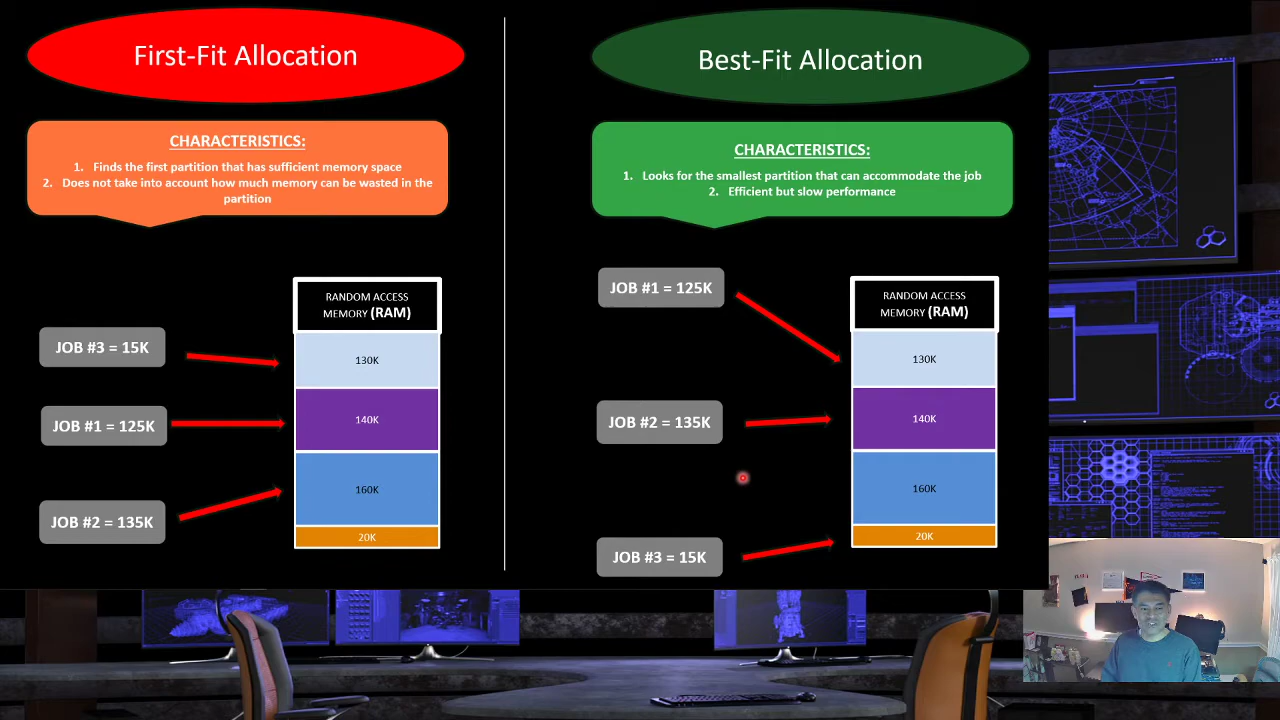 First-Fit Allocation
CHARACTERISTICS:
1. Finds the first partition that has sufficient memory space
2. Does not take into account how much memory can be wasted in the
partition
RANDOM ACCESS
MEMORY (RAM)
JOB #3 = 15K
130K
JOB #1 = 125K
140K
160K
JOB #2 = 135K
20K
Best-Fit Allocation
CHARACTERISTICS:
1. Looks for the smallest partition that can accommodate the job
2. Efficient but slow performance
JOB #1 = 125K
RANDOM ACCESS
MEMORY (RAM)
130K
JOB #2 = 135K
140K
160K
20K
JOB #3 = 15K